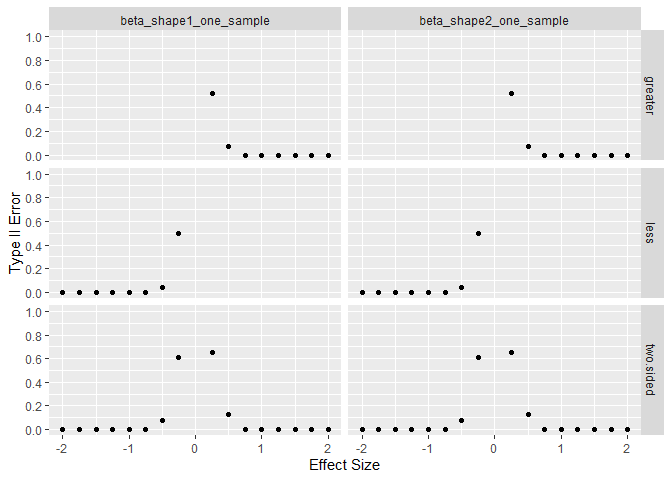 beta_shape1_one_sample
beta_shape2_one_sample
1.0
0.8
0.6
0.4
0.2
0.0
greater
1.0
0.8
0.6
0.4
0.2
0.0
less
1.0
0.8
0.6
0.4
0.2
0.0
two.sided
Type II Error
-2 -1 0 1 2
-2 -1 0 1 2
Effect Size